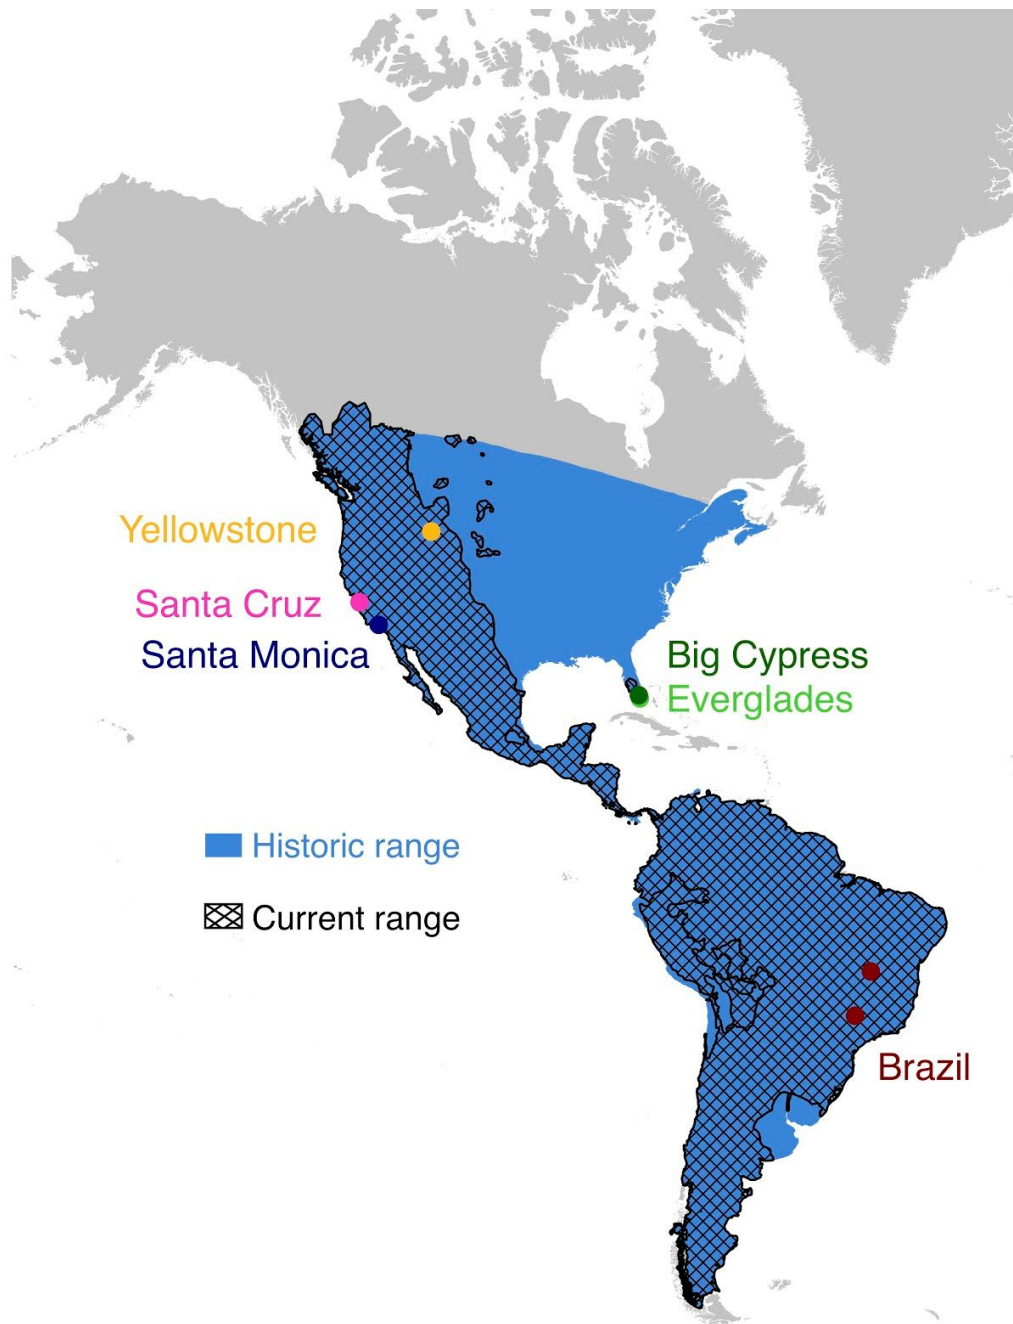 Yellowstone
Santa Cruz
Santa Monica
Big Cypress
Everglades
Historic range
Current range
Brazil